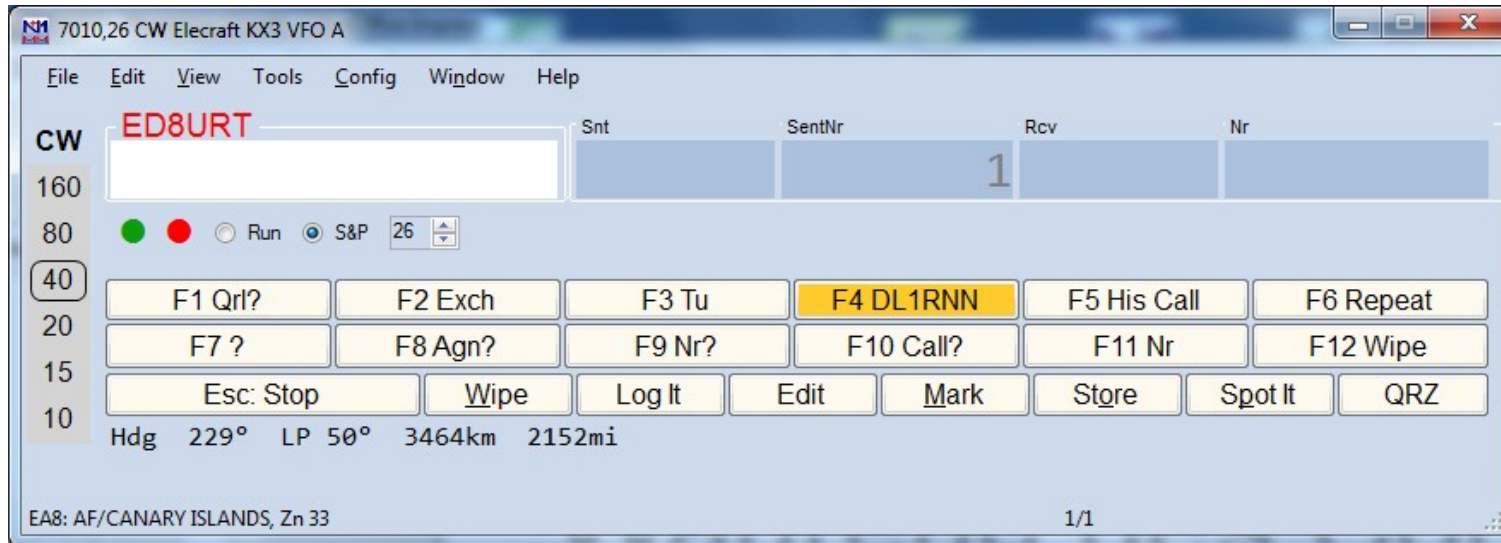 N1 MM 7010,26 CW Elecraft KX3 VFO A
File Edit View Tools Config Window Help
CW ED8URT Snt SentNr Rcv Nr
160 1
80 Run S&P 26
40 F1 Qrl? F2 Exch F3 Tu F4 DL1RNN F5 His Call F6 Repeat
20 F7 ? F8 Agn? F9 Nr? F10 Call? F11 Nr F12 Wipe
15 Esc: Stop Wipe Log It Edit Mark Store Spot It QRZ
10 Hdg 229° LP 50° 3464km 2152mi
EA8: AF/CANARY ISLANDS, Zn 33 1/1